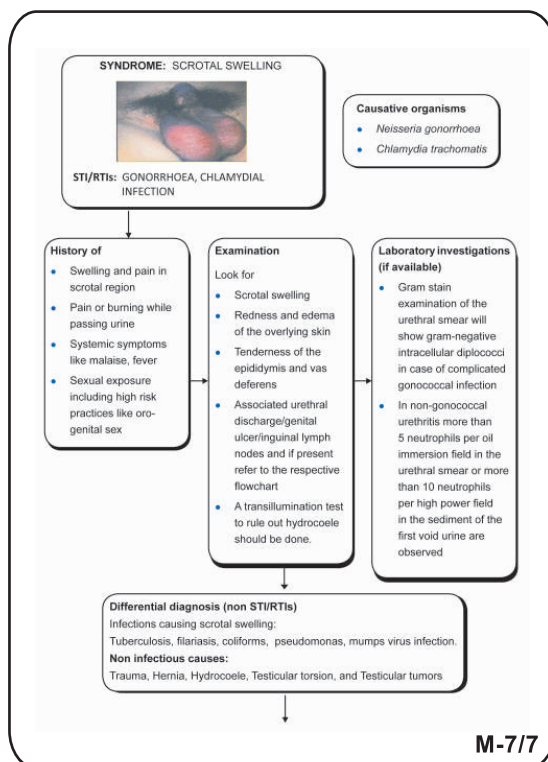 SYNDROME: SCROTAL SWELLING
STI/RTIs: GONORRHOEA, CHLAMYDIAL
INFECTION
Causative organisms
Neisseria gonorrhoea
Chlamydia trachomatis
History of
Swelling and pain in
scrotal region
Pain or burning while
passing urine
Systemic symptoms
like malaise, fever
Sexual exposure
including high risk
practices like oro-
genital sex
Examination
Look for
Scrotal swelling
Redness and edema
of the overlying skin
Tenderness of the
epididymis and vas
deferens
Associated urethral
discharge/genital
ulcer/inguinal lymph
nodes and if present
refer to the respective
flowchart
A transillumination test
to rule out hydrocoele
should be done.
Laboratory investigations
(if available)
Gram stain
examination of the
urethral smear will
show gram-negative
intracellular diplococci
in case of complicated
gonococcal infection
In non-gonococcal
urethritis more than
5 neutrophils per oil
immersion field in the
urethral smear or more
than 10 neutrophils
per high power field
in the sediment of the
first void urine are
observed
Differential diagnosis (non STI/RTIs)
Infections causing scrotal swelling:
Tuberculosis, filariasis, coliforms, pseudomonas, mumps virus infection.
Non infectious causes:
Trauma, Hernia, Hydrocoele, Testicular torsion, and Testicular tumors
M-7/7